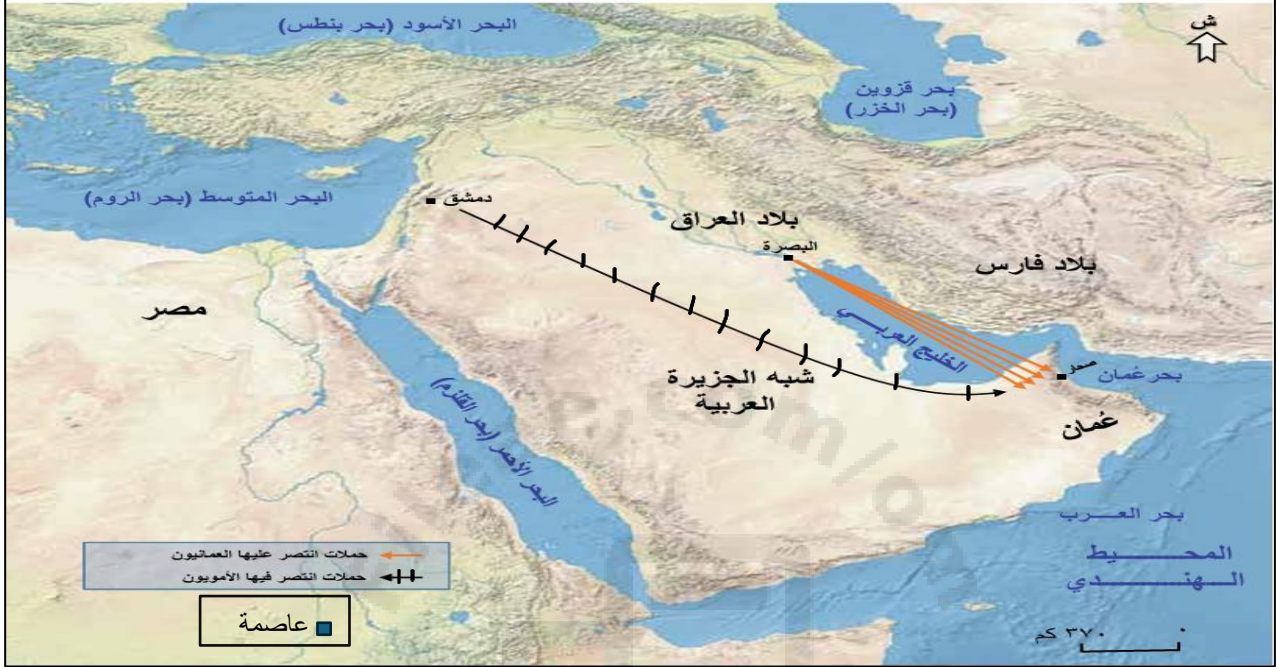 البحر الأسود (بحر بنطس)
ش
بحر قزوين
(بحر الخزر)
البحر المتوسط (بحر الروم)
دمشق
بلاد العراق
البصرة
بلاد فارس
مصر
الخليج العربي
صحار
بحر عُمان
شبه الجزيرة
العربية
عُمان
البحر الأحمر (بحر القلزم)
بحر العرب
المحيط
الهندي
حملات انتصر عليها العمانيون
حملات انتصر فيها الأمويون
عاصمة
٠ ٣٧٠ كم